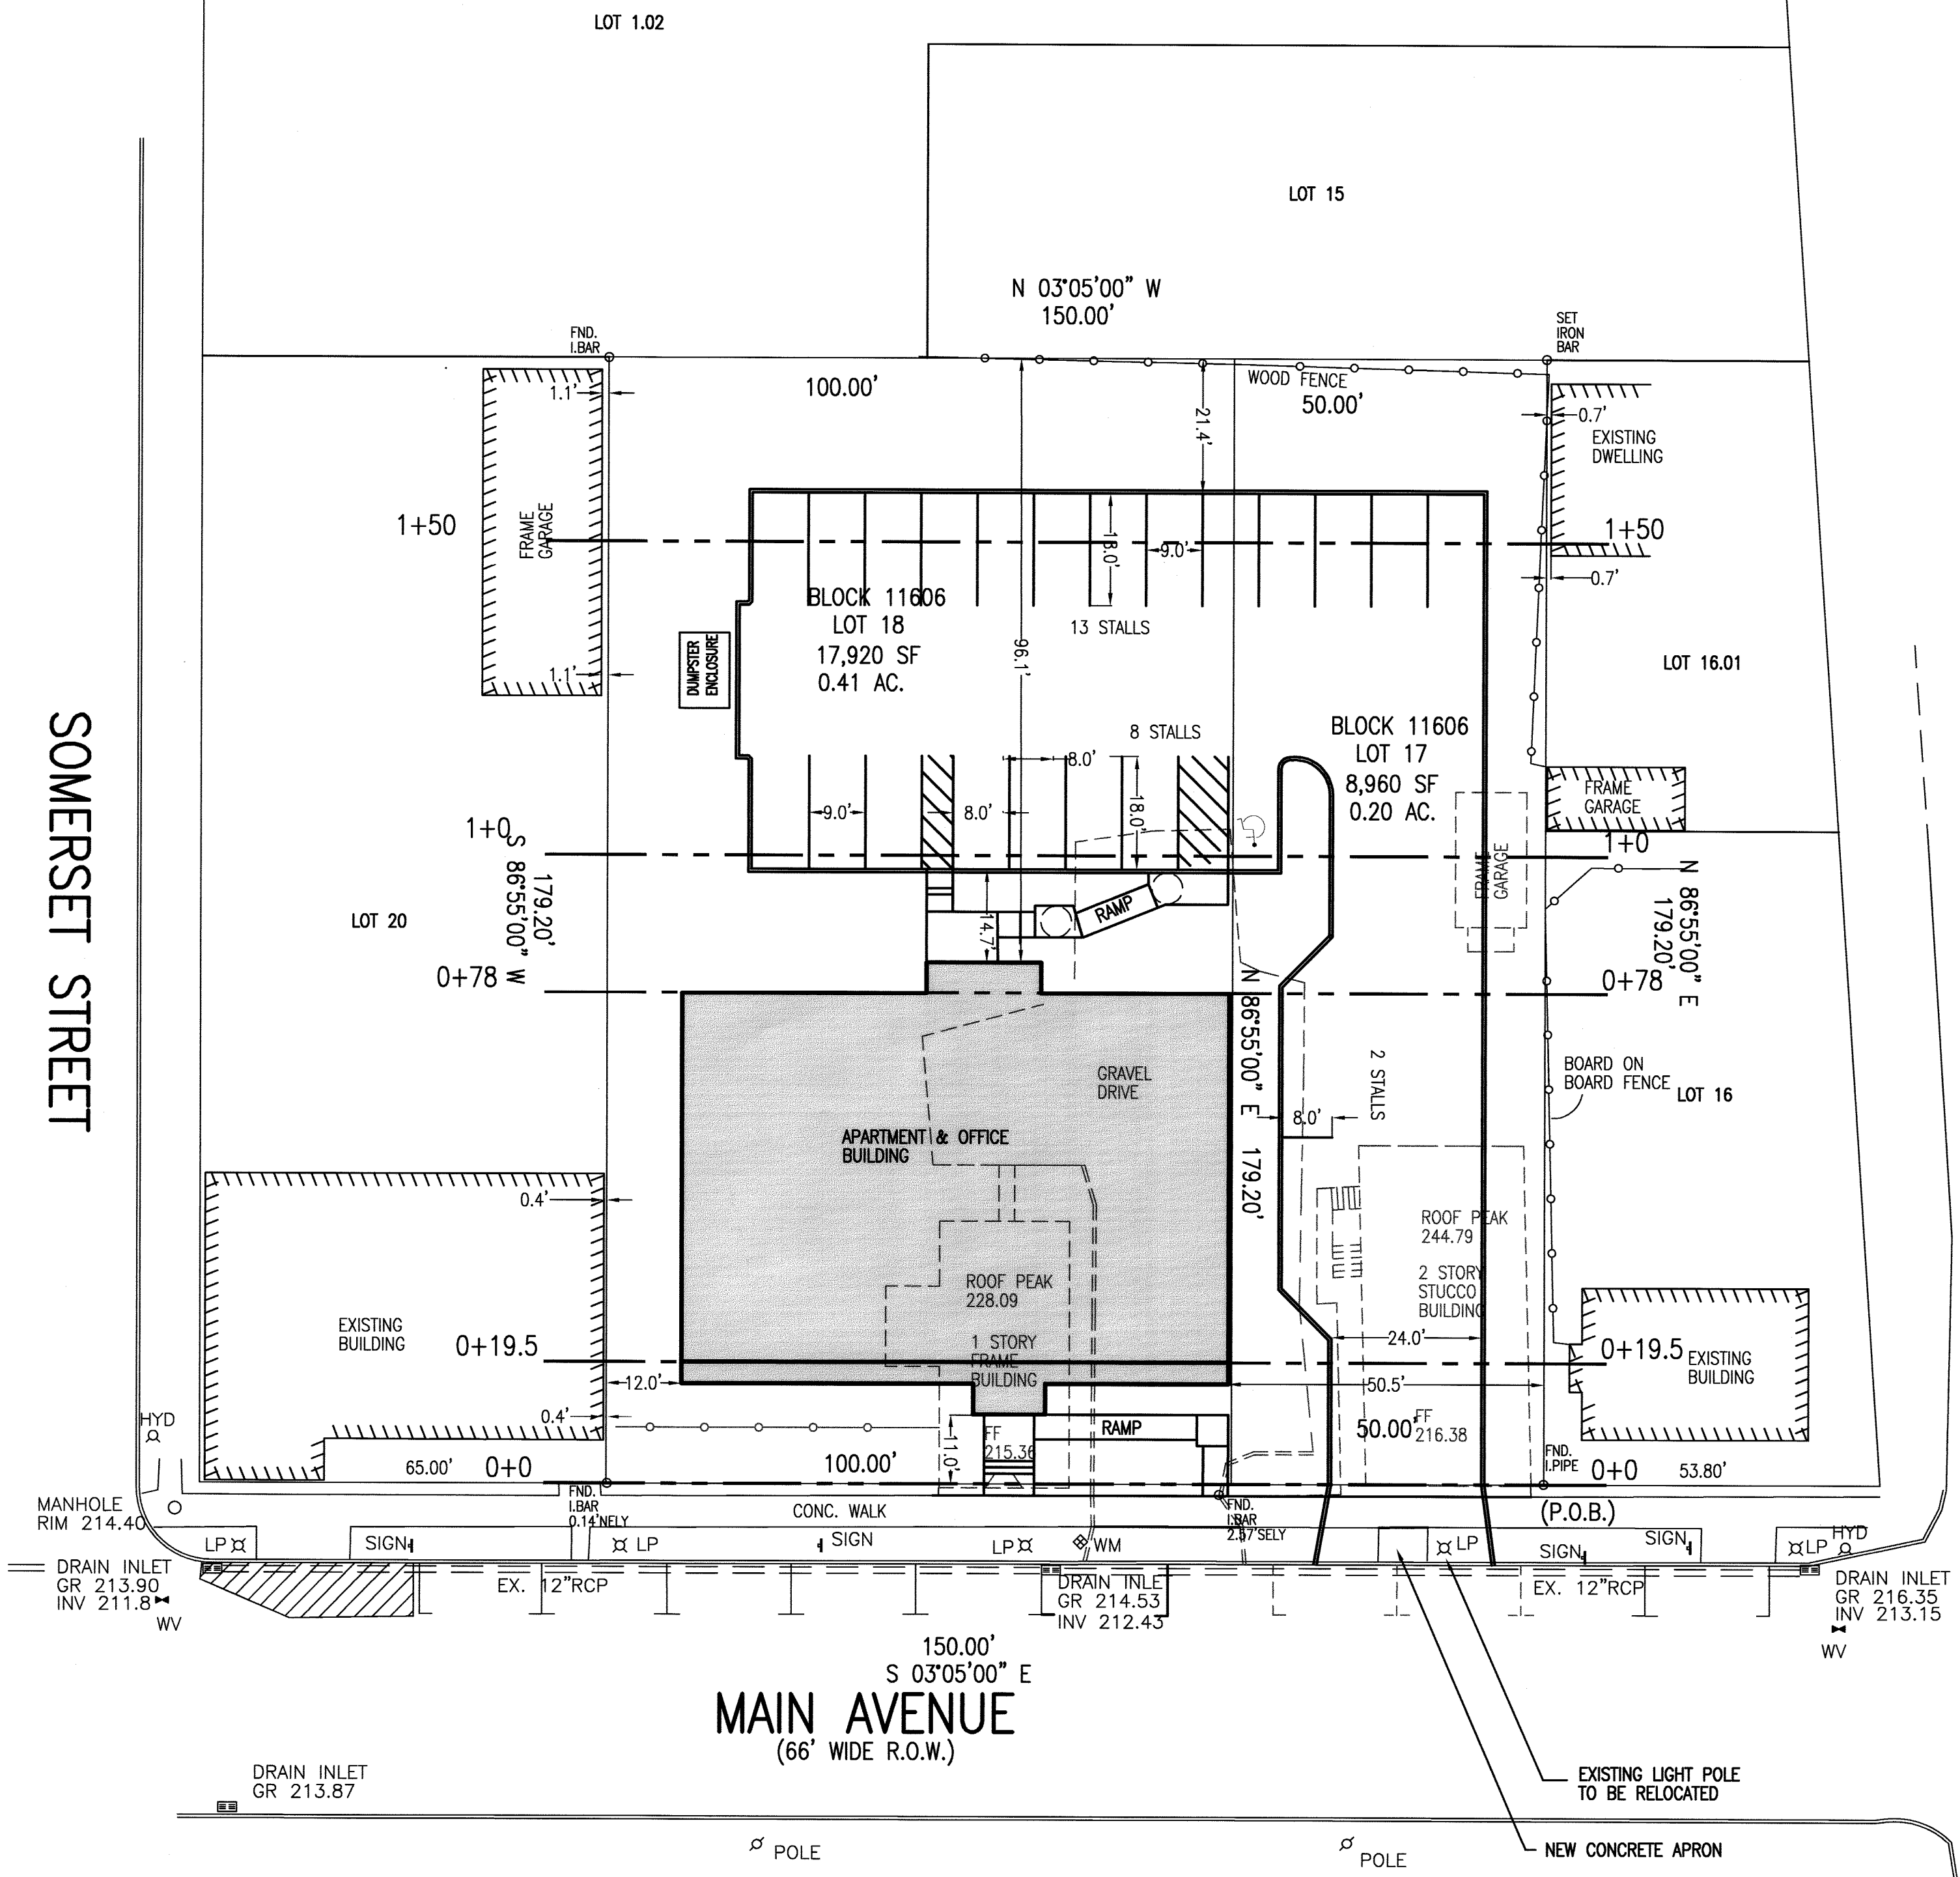 LOT 1.02
LOT 15
N 03°05'00" W
150.00'
FND.
I.BAR
SET
IRON
BAR
1.1'
100.00'
WOOD FENCE
50.00'
21.4'
0.7'
EXISTING
DWELLING
1+50
FRAME
GARAGE
18.0'
9.0'
1+50
0.7'
BLOCK 11606
LOT 18
17,920 SF
0.41 AC.
13 STALLS
96.1'
DUMPSTER
ENCLOSURE
1.1'
LOT 16.01
8 STALLS
BLOCK 11606
LOT 17
8,960 SF
0.20 AC.
8.0'
9.0'
8.0'
18.0'
FRAME
GARAGE
1+0
1+0
FRAME
GARAGE
SOMERSET STREET
LOT 20
S 86°55'00" W
179.20'
14.7'
RAMP
N 86°55'00" E
179.20'
0+78
0+78
N 86°55'00" E 179.20'
GRAVEL
DRIVE
2 STALLS
8.0'
BOARD ON
BOARD FENCE
LOT 16
APARTMENT & OFFICE
BUILDING
0.4'
ROOF PEAK
244.79
2 STORY
STUCCO
BUILDING
ROOF PEAK
228.09
1 STORY
FRAME
BUILDING
EXISTING
BUILDING
0+19.5
24.0'
0+19.5
EXISTING
BUILDING
12.0'
50.5'
0.4'
HYD
11.0'
FF
215.36
RAMP
50.00'
FF
216.38
65.00'
0+0
100.00'
FND.
I.PIPE
0+0
53.80'
MANHOLE
RIM 214.40
FND.
I.BAR
0.14'NELY
CONC. WALK
FND.
I.BAR
2.57'SELY
(P.O.B.)
LP
SIGN
LP
SIGN
LP
WM
LP
SIGN
SIGN
LP
HYD
DRAIN INLET
GR 213.90
INV 211.8
WV
EX. 12"RCP
DRAIN INLE
GR 214.53
INV 212.43
EX. 12"RCP
DRAIN INLET
GR 216.35
INV 213.15
WV
150.00'
S 03°05'00" E
MAIN AVENUE
(66' WIDE R.O.W.)
DRAIN INLET
GR 213.87
EXISTING LIGHT POLE
TO BE RELOCATED
NEW CONCRETE APRON
POLE
POLE